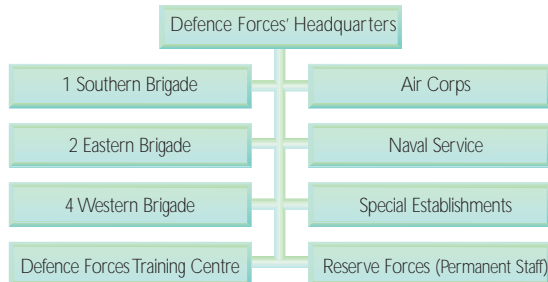 Defence Forces' Headquarters
1 Southern Brigade
Air Corps
2 Eastern Brigade
Naval Service
4 Western Brigade
Special Establishments
Defence Forces Training Centre
Reserve Forces (Permanent Staff)